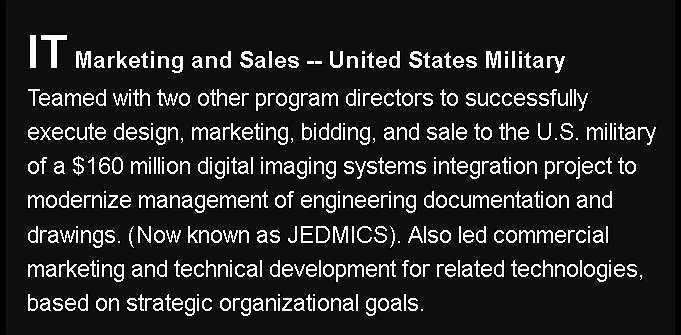 IT Marketing and Sales -- United States Military
Teamed with two other program directors to successfully
execute design, marketing, bidding, and sale to the U.S. military
of a $160 million digital imaging systems integration project to
modernize management of engineering documentation and
drawings. (Now known as JEDMICS). Also led commercial
marketing and technical development for related technologies,
based on strategic organizational goals.